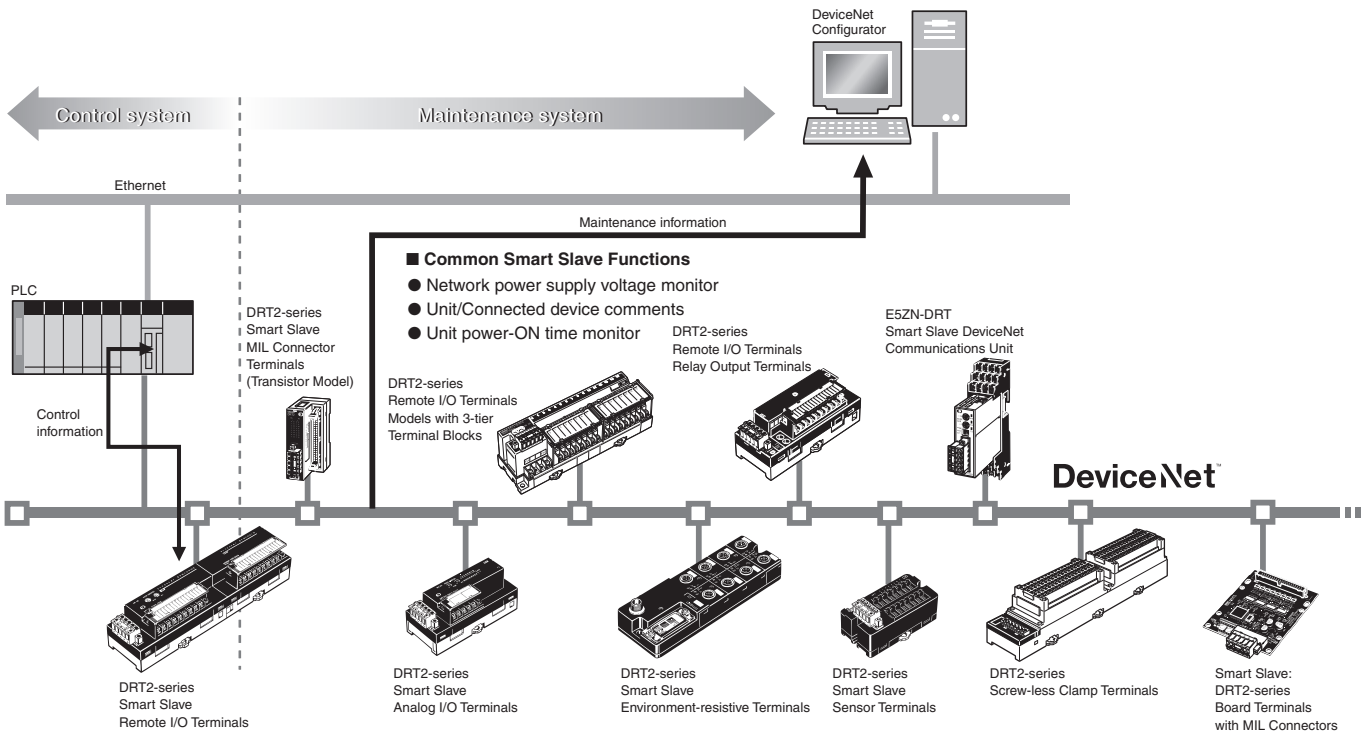 DeviceNet
Configurator
Control system
Maintenance system
Ethernet
Maintenance information
■ Common Smart Slave Functions
● Network power supply voltage monitor
● Unit/Connected device comments
● Unit power-ON time monitor
PLC
DRT2-series
Smart Slave
MIL Connector
Terminals
(Transistor Model)
Control
information
DRT2-series
Remote I/O Terminals
Models with 3-tier
Terminal Blocks
DRT2-series
Remote I/O Terminals
Relay Output Terminals
E5ZN-DRT
Smart Slave DeviceNet
Communications Unit
DeviceNet™
DRT2-series
Smart Slave
Remote I/O Terminals
DRT2-series
Smart Slave
Analog I/O Terminals
DRT2-series
Smart Slave
Environment-resistive Terminals
DRT2-series
Smart Slave
Sensor Terminals
DRT2-series
Screw-less Clamp Terminals
Smart Slave:
DRT2-series
Board Terminals
with MIL Connectors